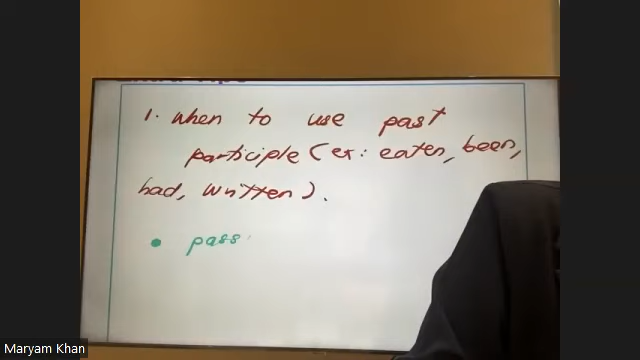 1. When to use past
participle (ex: eaten, been,
had, written).
• pass
Maryam Khan